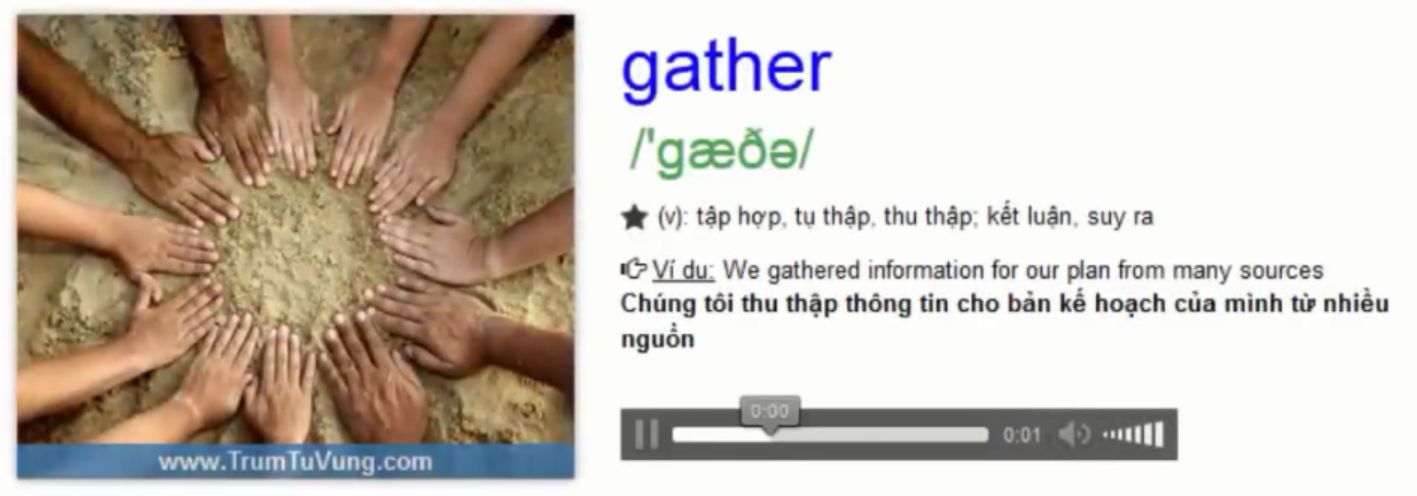 gather
/'gæðə/
★ (v): tập hợp, tụ thập, thu thập; kết luận, suy ra
Ví dụ: We gathered information for our plan from many sources
Chúng tôi thu thập thông tin cho bản kế hoạch của mình từ nhiều
nguồn
0:00
0:01
www.TrumTuVung.com